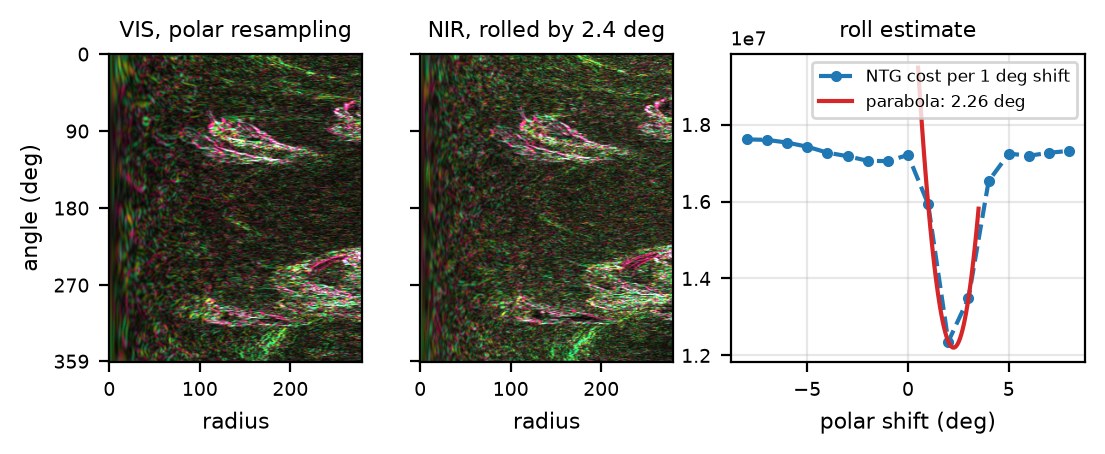 VIS, polar resampling
0
90
180
270
359
angle (deg)
0
100
200
radius
NIR, rolled by 2.4 deg
0
100
200
radius
roll estimate
1e7
NTG cost per 1 deg shift
parabola: 2.26 deg
1.8
1.6
1.4
1.2
−5
0
5
polar shift (deg)